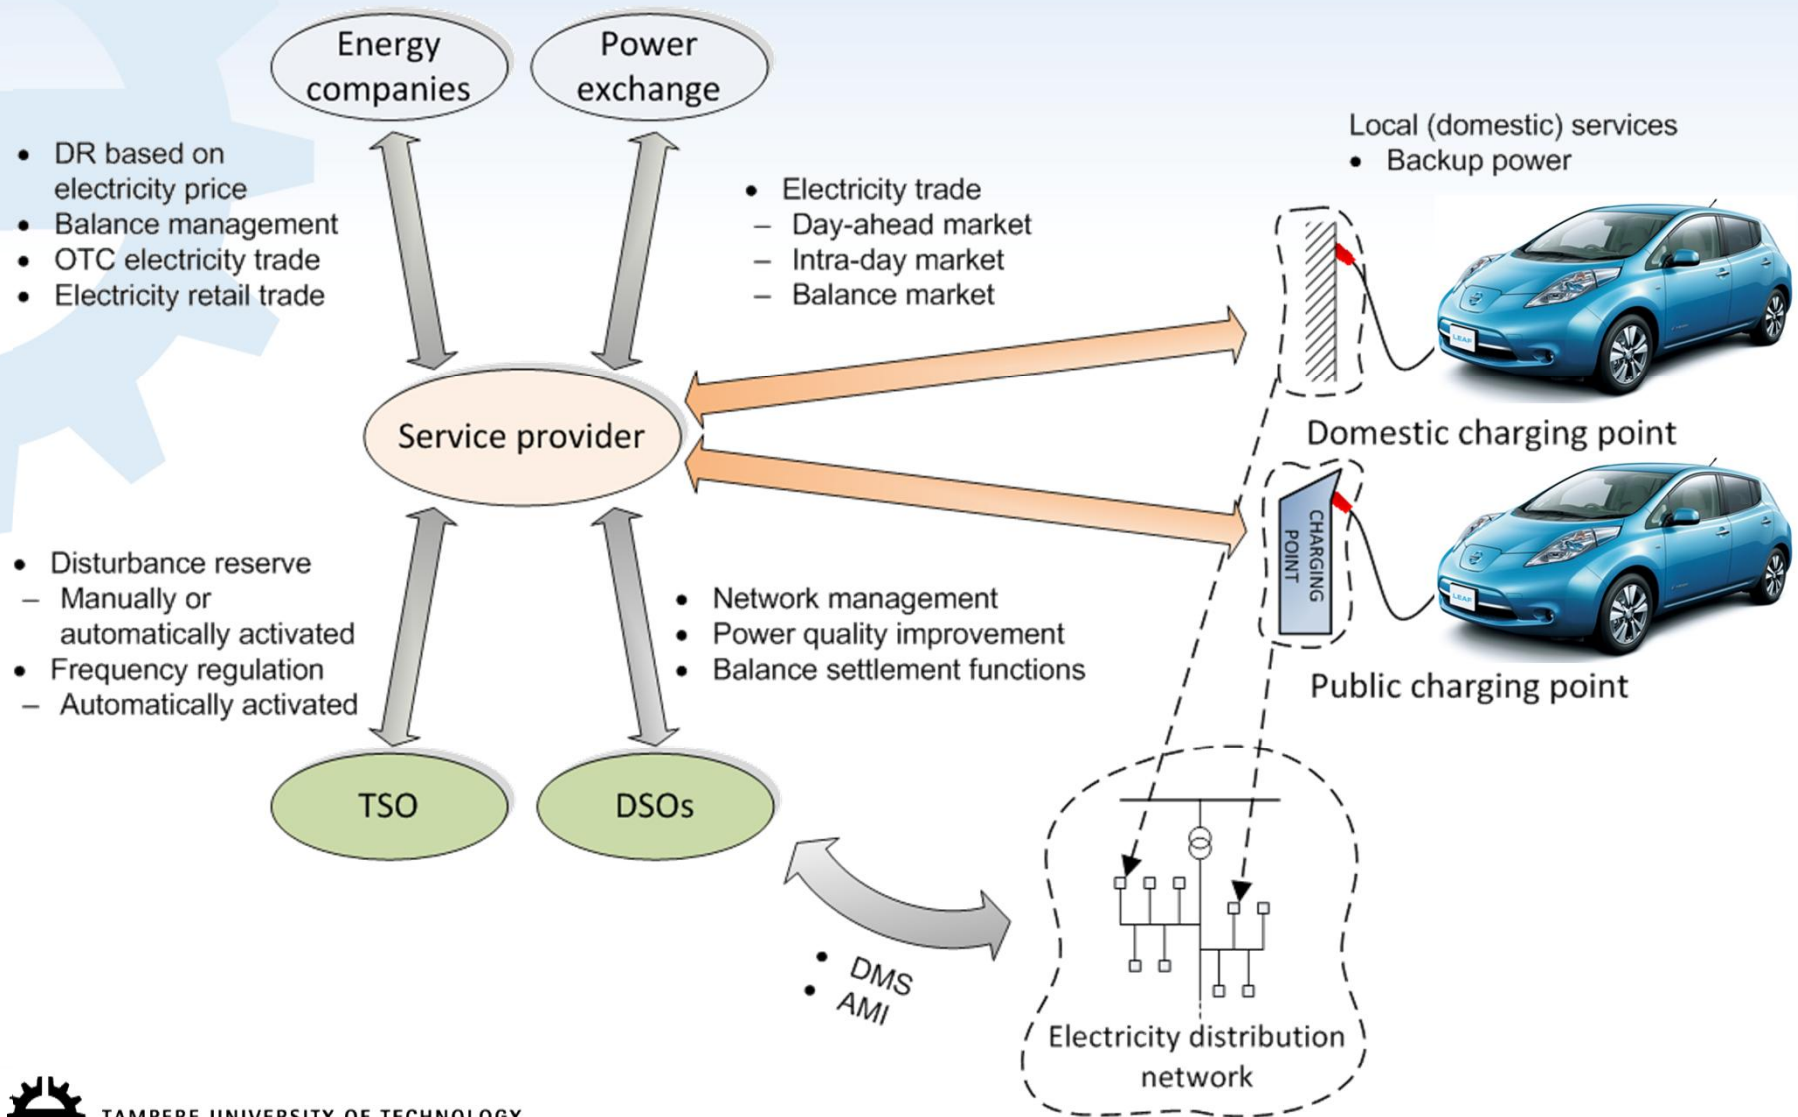 Energy
companies
Power
exchange
• DR based on
electricity price
• Balance management
• OTC electricity trade
• Electricity retail trade
• Electricity trade
– Day-ahead market
– Intra-day market
– Balance market
Local (domestic) services
• Backup power
LEAF
Domestic charging point
Service provider
CHARGING
POINT
LEAF
Public charging point
• Disturbance reserve
– Manually or
automatically activated
• Frequency regulation
– Automatically activated
• Network management
• Power quality improvement
• Balance settlement functions
TSO
DSOs
• DMS
• AMI
Electricity distribution
network
TAMPERE UNIVERSITY OF TECHNOLOGY